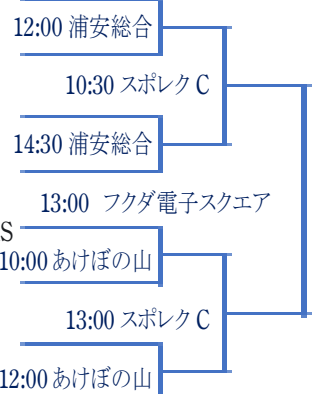 12:00 浦安総合
10:30 スポレク C
14:30 浦安総合
13:00 フクダ電子スクエア
S
10:00 あけぼの山
13:00 スポレク C
12:00 あけぼの山